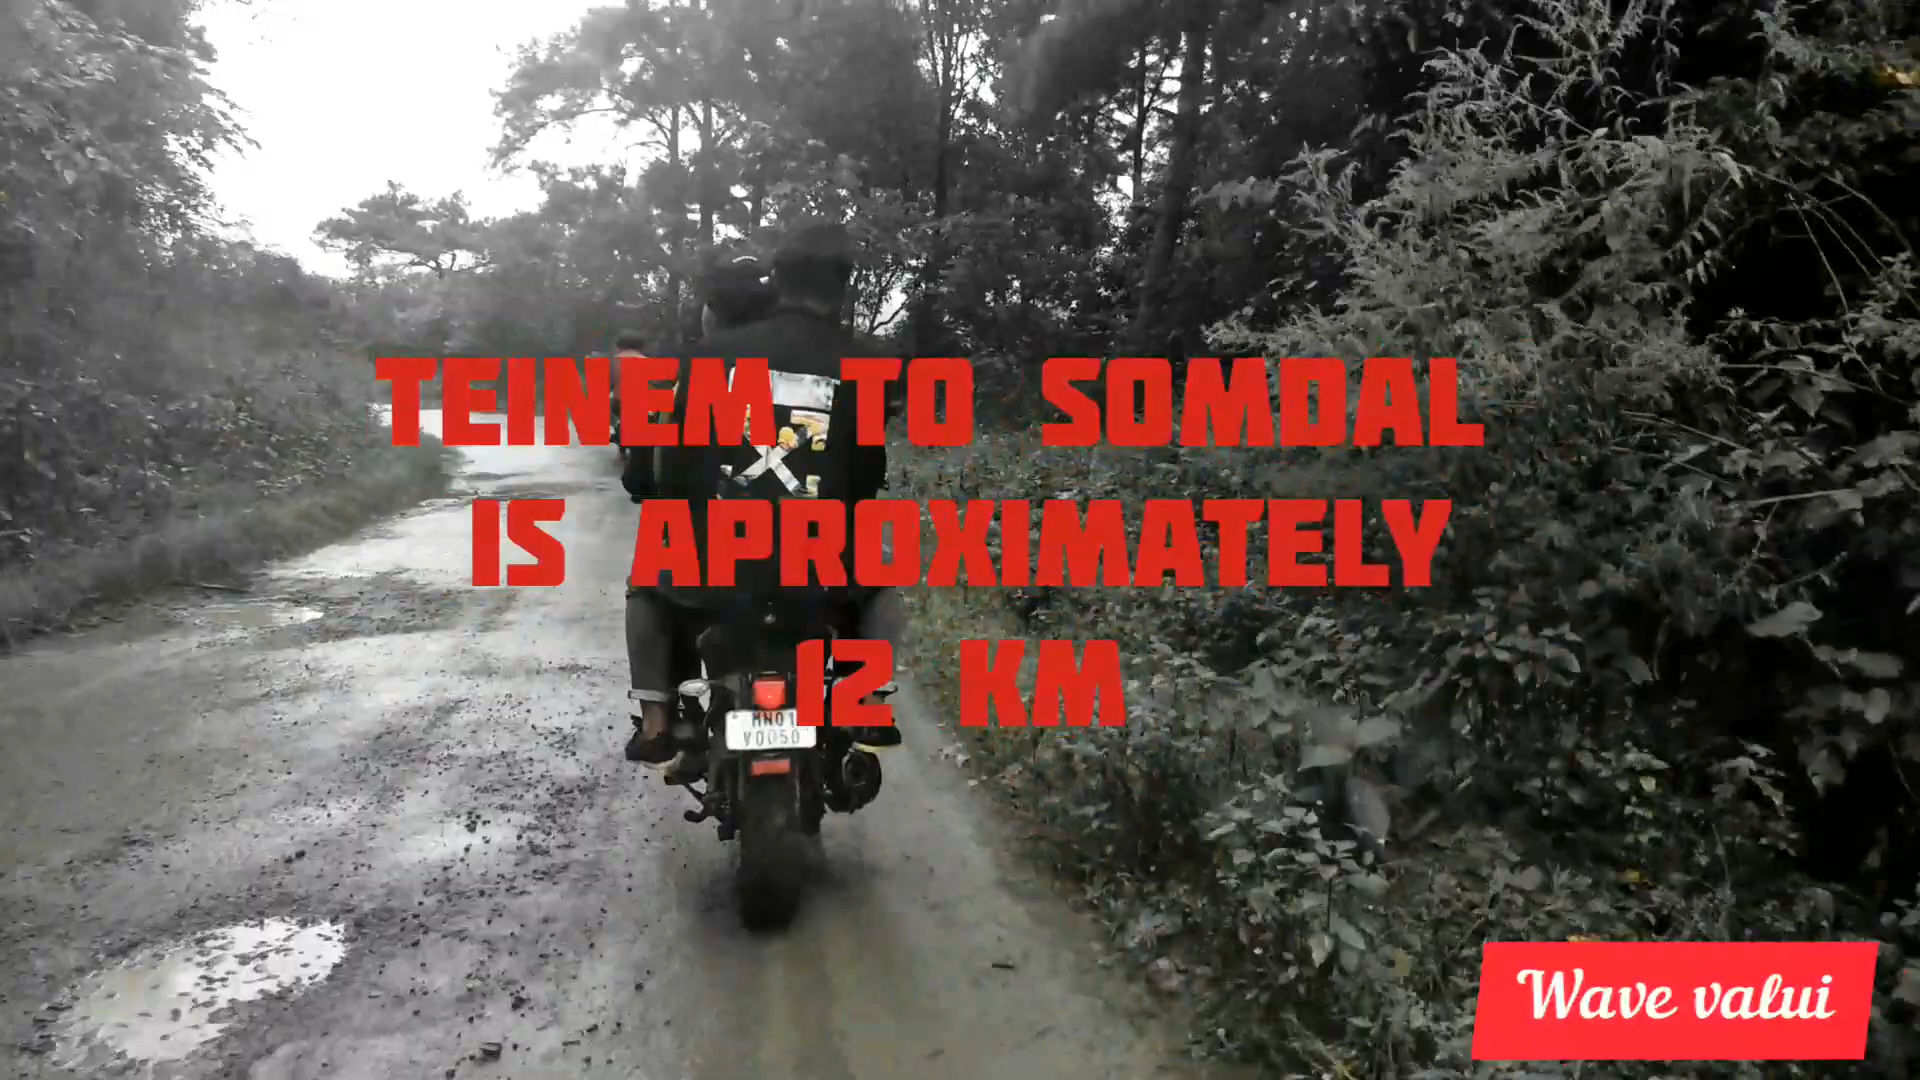 TEINEM TO SOMDAL
IS APROXIMATELY
12 KM
MN01
V0050
Wave valui